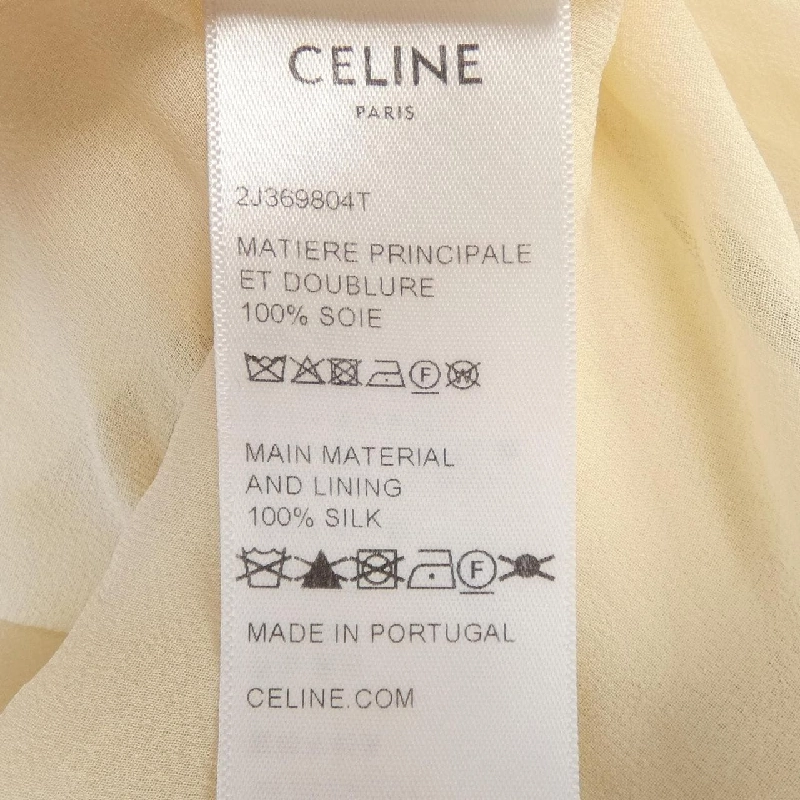 CELINE
PARIS
2J369804T
MATIERE PRINCIPALE
ET DOUBLURE
100% SOIE
F W
MAIN MATERIAL
AND LINING
100% SILK
F
MADE IN PORTUGAL
CELINE.COM